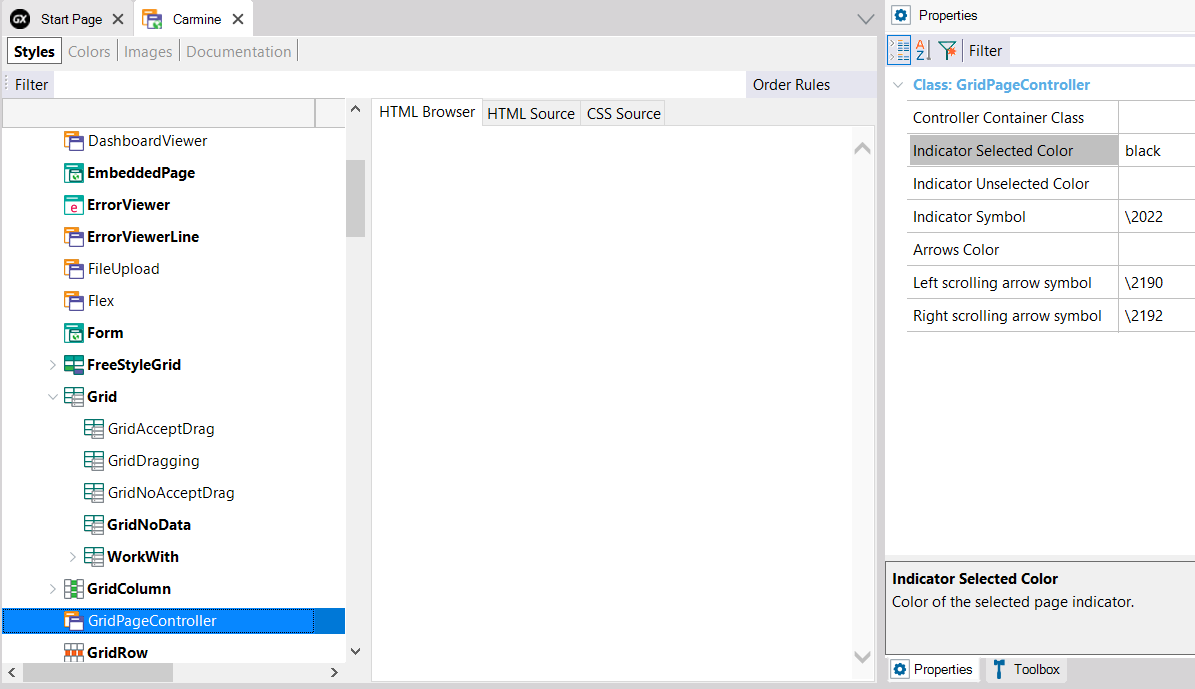 GX Start Page Carmine
Styles Colors Images Documentation
Filter Order Rules
DashboardViewer
EmbeddedPage
ErrorViewer
ErrorViewerLine
FileUpload
Flex
Form
FreeStyleGrid
Grid
GridAcceptDrag
GridDragging
GridNoAcceptDrag
GridNoData
WorkWith
GridColumn
GridPageController
GridRow
HTML Browser HTML Source CSS Source
Properties
Filter
Class: GridPageController
Controller Container Class
Indicator Selected Color black
Indicator Unselected Color
Indicator Symbol \2022
Arrows Color
Left scrolling arrow symbol \2190
Right scrolling arrow symbol \2192
Indicator Selected Color
Color of the selected page indicator.
Properties Toolbox